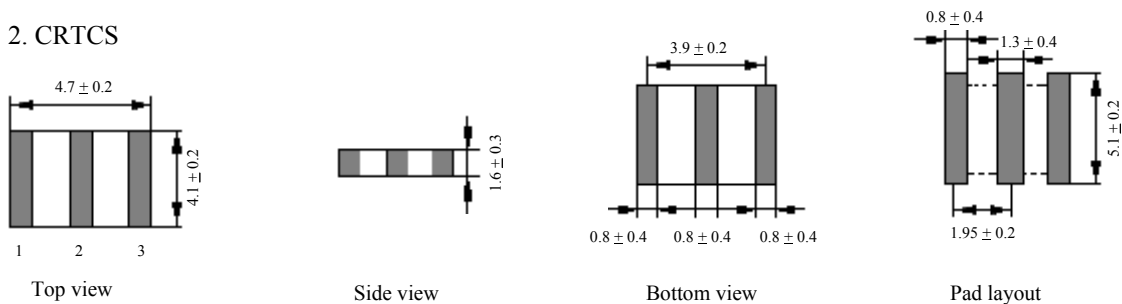 2. CRTCS
4.7 ± 0.2
4.1 ± 0.2
1 2 3
Top view
1.6 ± 0.3
Side view
3.9 ± 0.2
0.8 ± 0.4 0.8 ± 0.4 0.8 ± 0.4
Bottom view
0.8 ± 0.4
1.3 ± 0.4
5.1 ± 0.2
1.95 ± 0.2
Pad layout